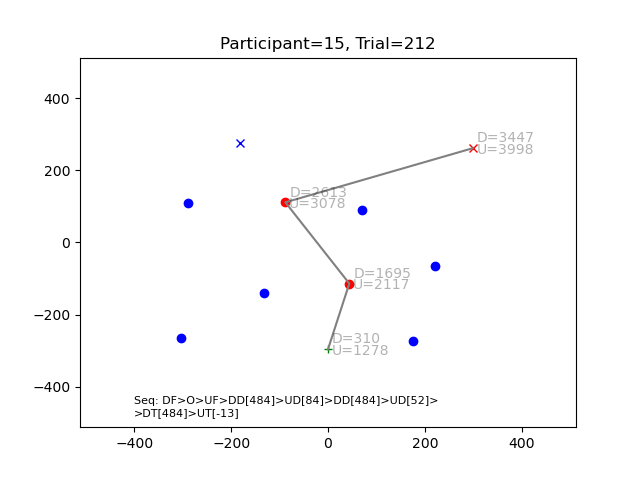 Participant=15, Trial=212
400
200
0
−200
−400
D=3447
U=3998
D=2613
U=3078
D=1695
U=2117
D=310
U=1278
Seq: DF>O>UF>DD[484]>UD[84]>DD[484]>UD[52]>
>DT[484]>UT[-13]
−400 −200 0 200 400